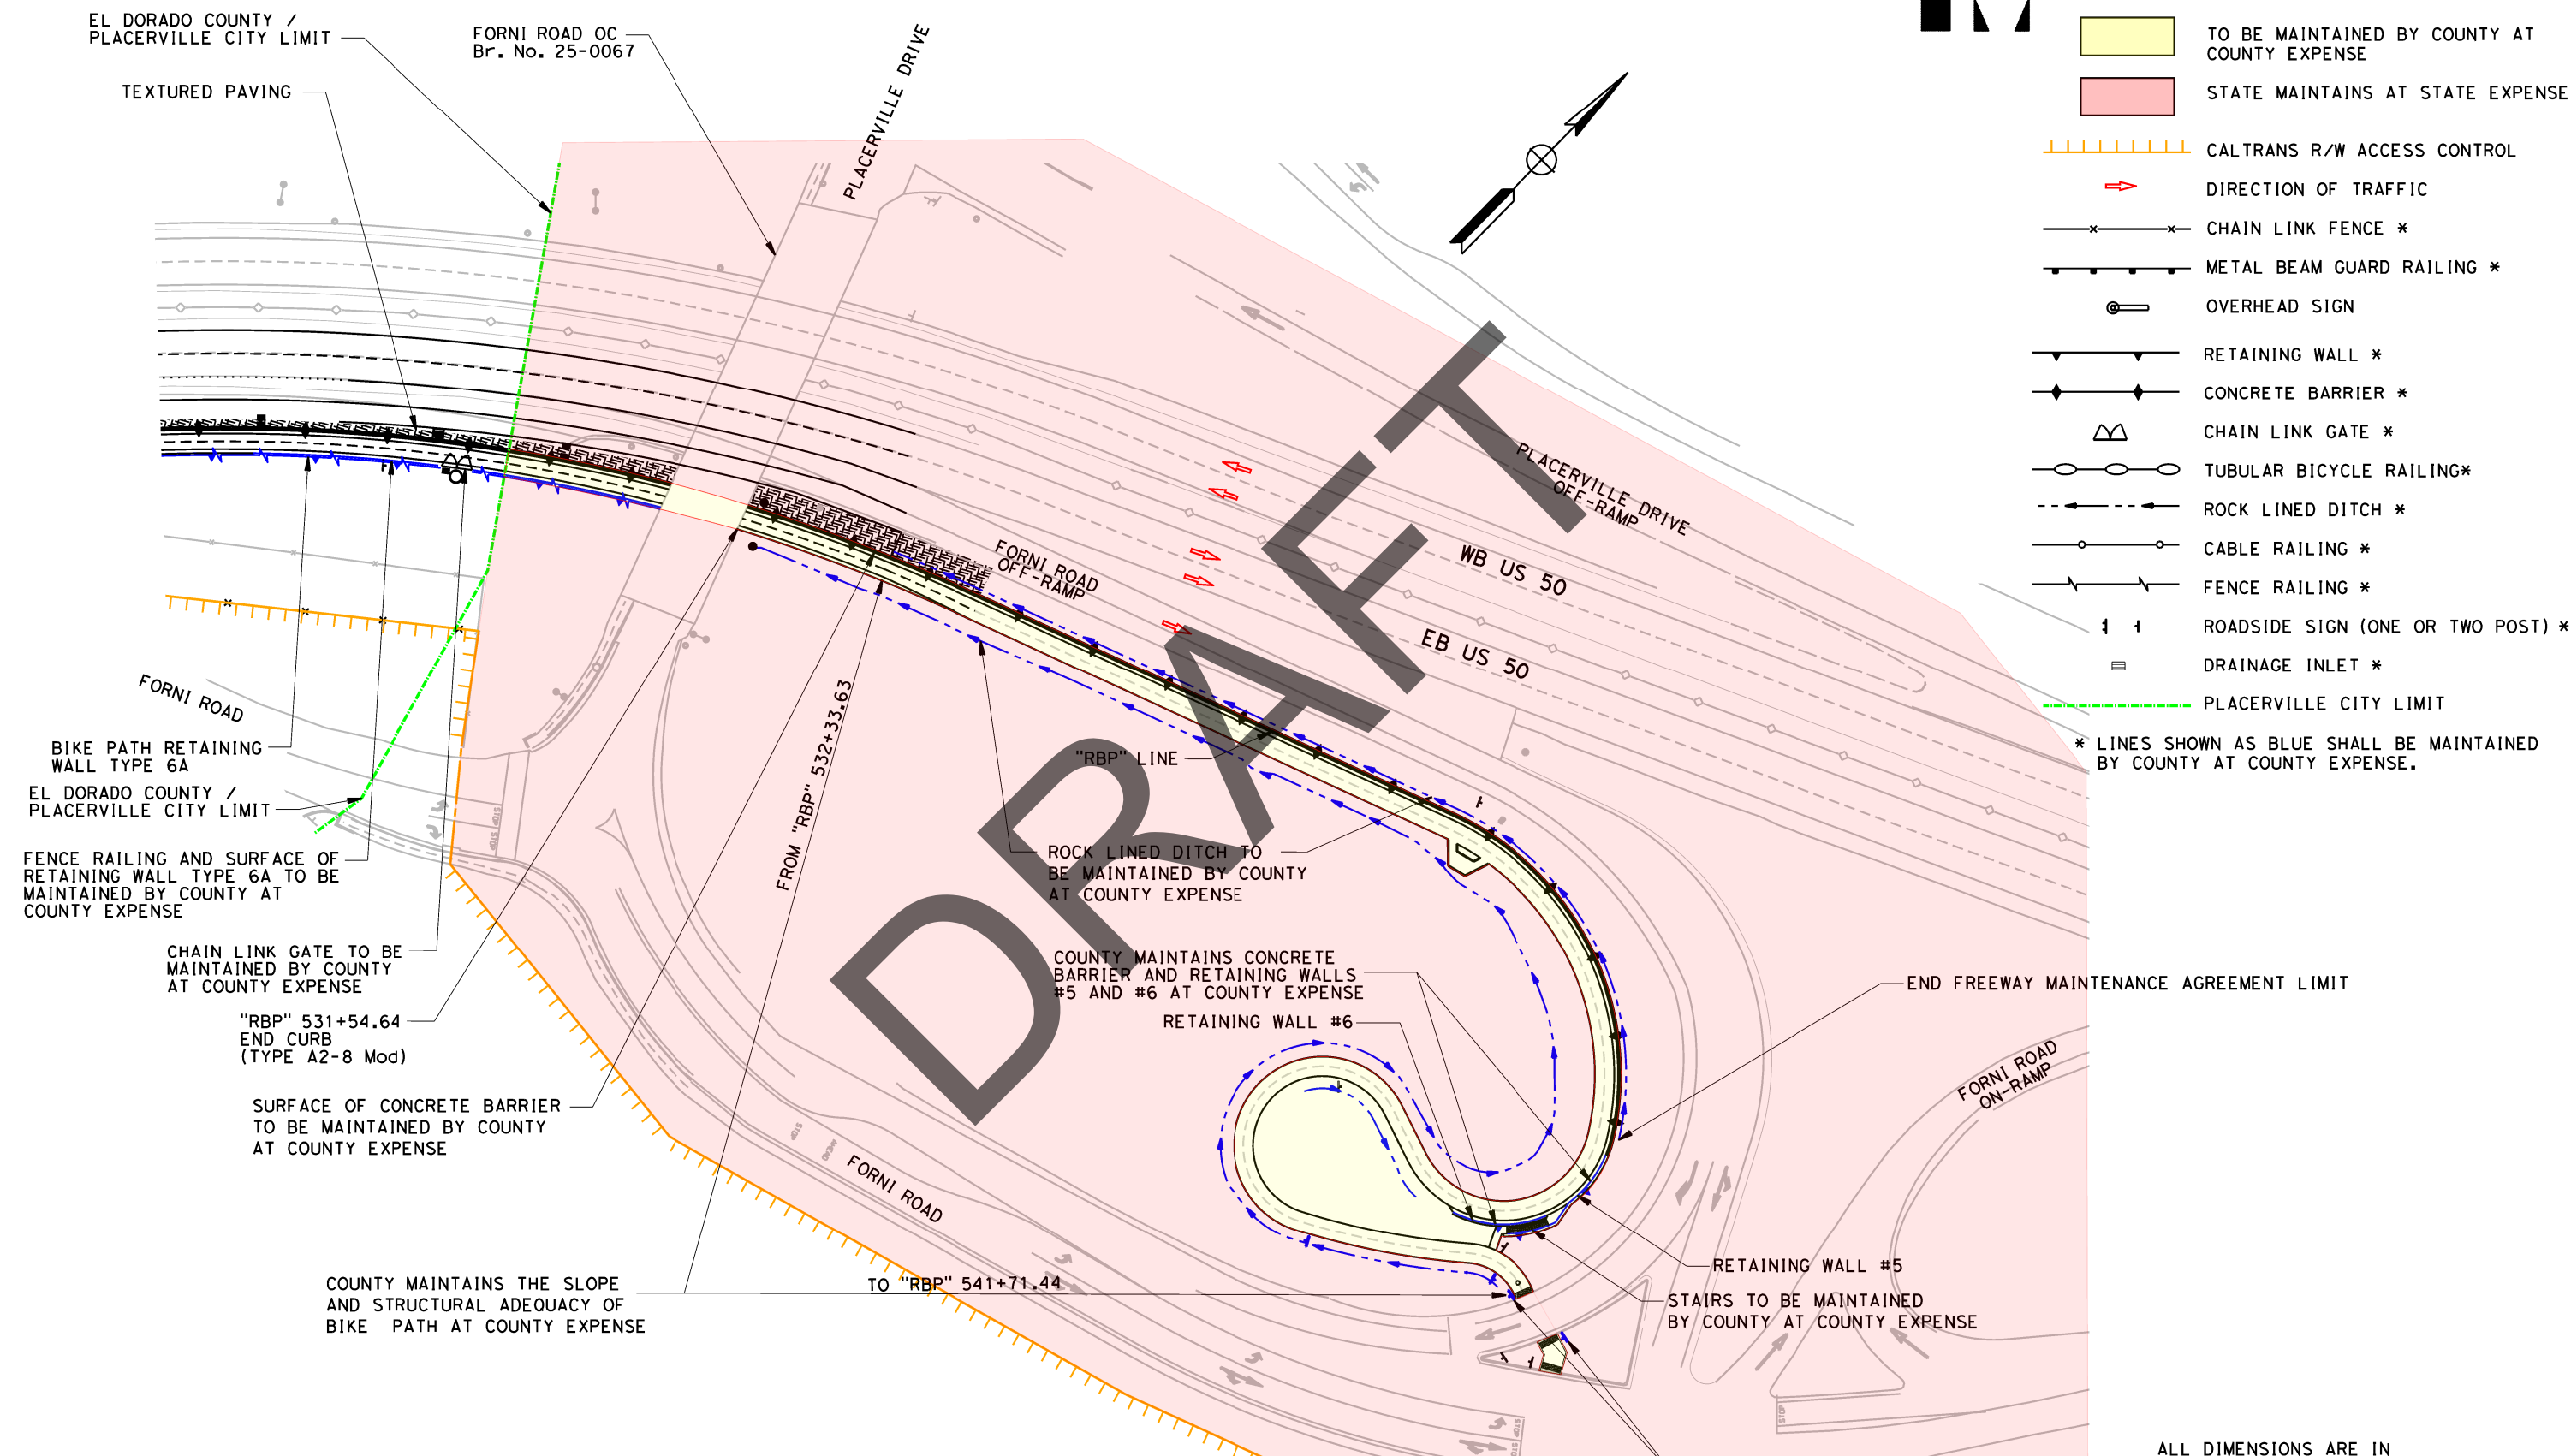 EL DORADO COUNTY /
PLACERVILLE CITY LIMIT
FORNI ROAD OC
Br. No. 25-0067
TEXTURED PAVING
PLACERVILLE DRIVE
TO BE MAINTAINED BY COUNTY AT
COUNTY EXPENSE
STATE MAINTAINS AT STATE EXPENSE
CALTRANS R/W ACCESS CONTROL
DIRECTION OF TRAFFIC
CHAIN LINK FENCE *
METAL BEAM GUARD RAILING *
OVERHEAD SIGN
RETAINING WALL *
CONCRETE BARRIER *
CHAIN LINK GATE *
TUBULAR BICYCLE RAILING*
ROCK LINED DITCH *
CABLE RAILING *
FENCE RAILING *
ROADSIDE SIGN (ONE OR TWO POST) *
DRAINAGE INLET *
PLACERVILLE CITY LIMIT
* LINES SHOWN AS BLUE SHALL BE MAINTAINED
BY COUNTY AT COUNTY EXPENSE.
DRAFT
PLACERVILLE DRIVE
OFF-RAMP
WB US 50
EB US 50
FORNI ROAD
OFF-RAMP
FORNI ROAD
BIKE PATH RETAINING
WALL TYPE 6A
EL DORADO COUNTY /
PLACERVILLE CITY LIMIT
FENCE RAILING AND SURFACE OF
RETAINING WALL TYPE 6A TO BE
MAINTAINED BY COUNTY AT
COUNTY EXPENSE
CHAIN LINK GATE TO BE
MAINTAINED BY COUNTY
AT COUNTY EXPENSE
"RBP" 531+54.64
END CURB
(TYPE A2-8 Mod)
SURFACE OF CONCRETE BARRIER
TO BE MAINTAINED BY COUNTY
AT COUNTY EXPENSE
COUNTY MAINTAINS THE SLOPE
AND STRUCTURAL ADEQUACY OF
BIKE PATH AT COUNTY EXPENSE
FROM "RBP" 532+33.63
TO "RBP" 541+71.44
"RBP" LINE
ROCK LINED DITCH TO
BE MAINTAINED BY COUNTY
AT COUNTY EXPENSE
COUNTY MAINTAINS CONCRETE
BARRIER AND RETAINING WALLS
#5 AND #6 AT COUNTY EXPENSE
RETAINING WALL #6
END FREEWAY MAINTENANCE AGREEMENT LIMIT
FORNI ROAD
ON-RAMP
FORNI ROAD
RETAINING WALL #5
STAIRS TO BE MAINTAINED
BY COUNTY AT COUNTY EXPENSE
STOP
STOP
STOP
AHEAD
STOP
STOP
STOP
ALL DIMENSIONS ARE IN